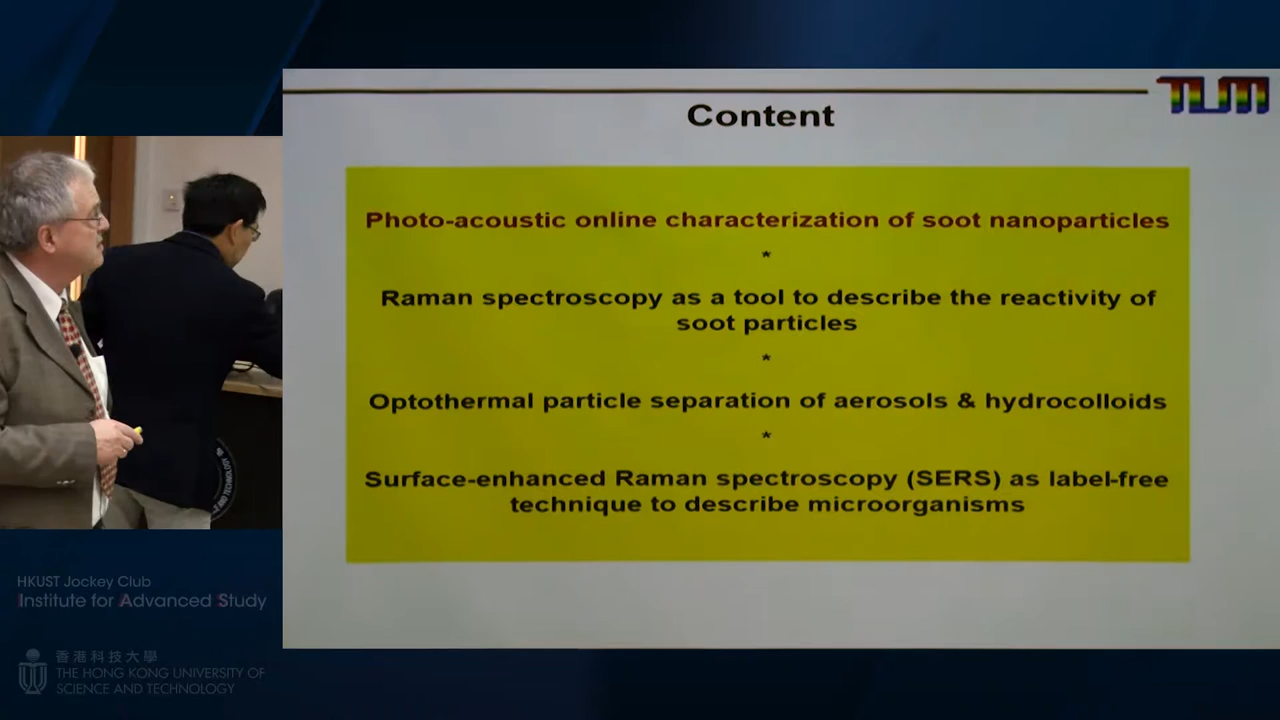 TUM
Content
Photo-acoustic online characterization of soot nanoparticles
*
Raman spectroscopy as a tool to describe the reactivity of
soot particles
*
Optothermal particle separation of aerosols & hydrocolloids
*
Surface-enhanced Raman spectroscopy (SERS) as label-free
technique to describe microorganisms
HKUST Jockey Club
Institute for Advanced Study
香港科技大學
THE HONG KONG UNIVERSITY OF
SCIENCE AND TECHNOLOGY